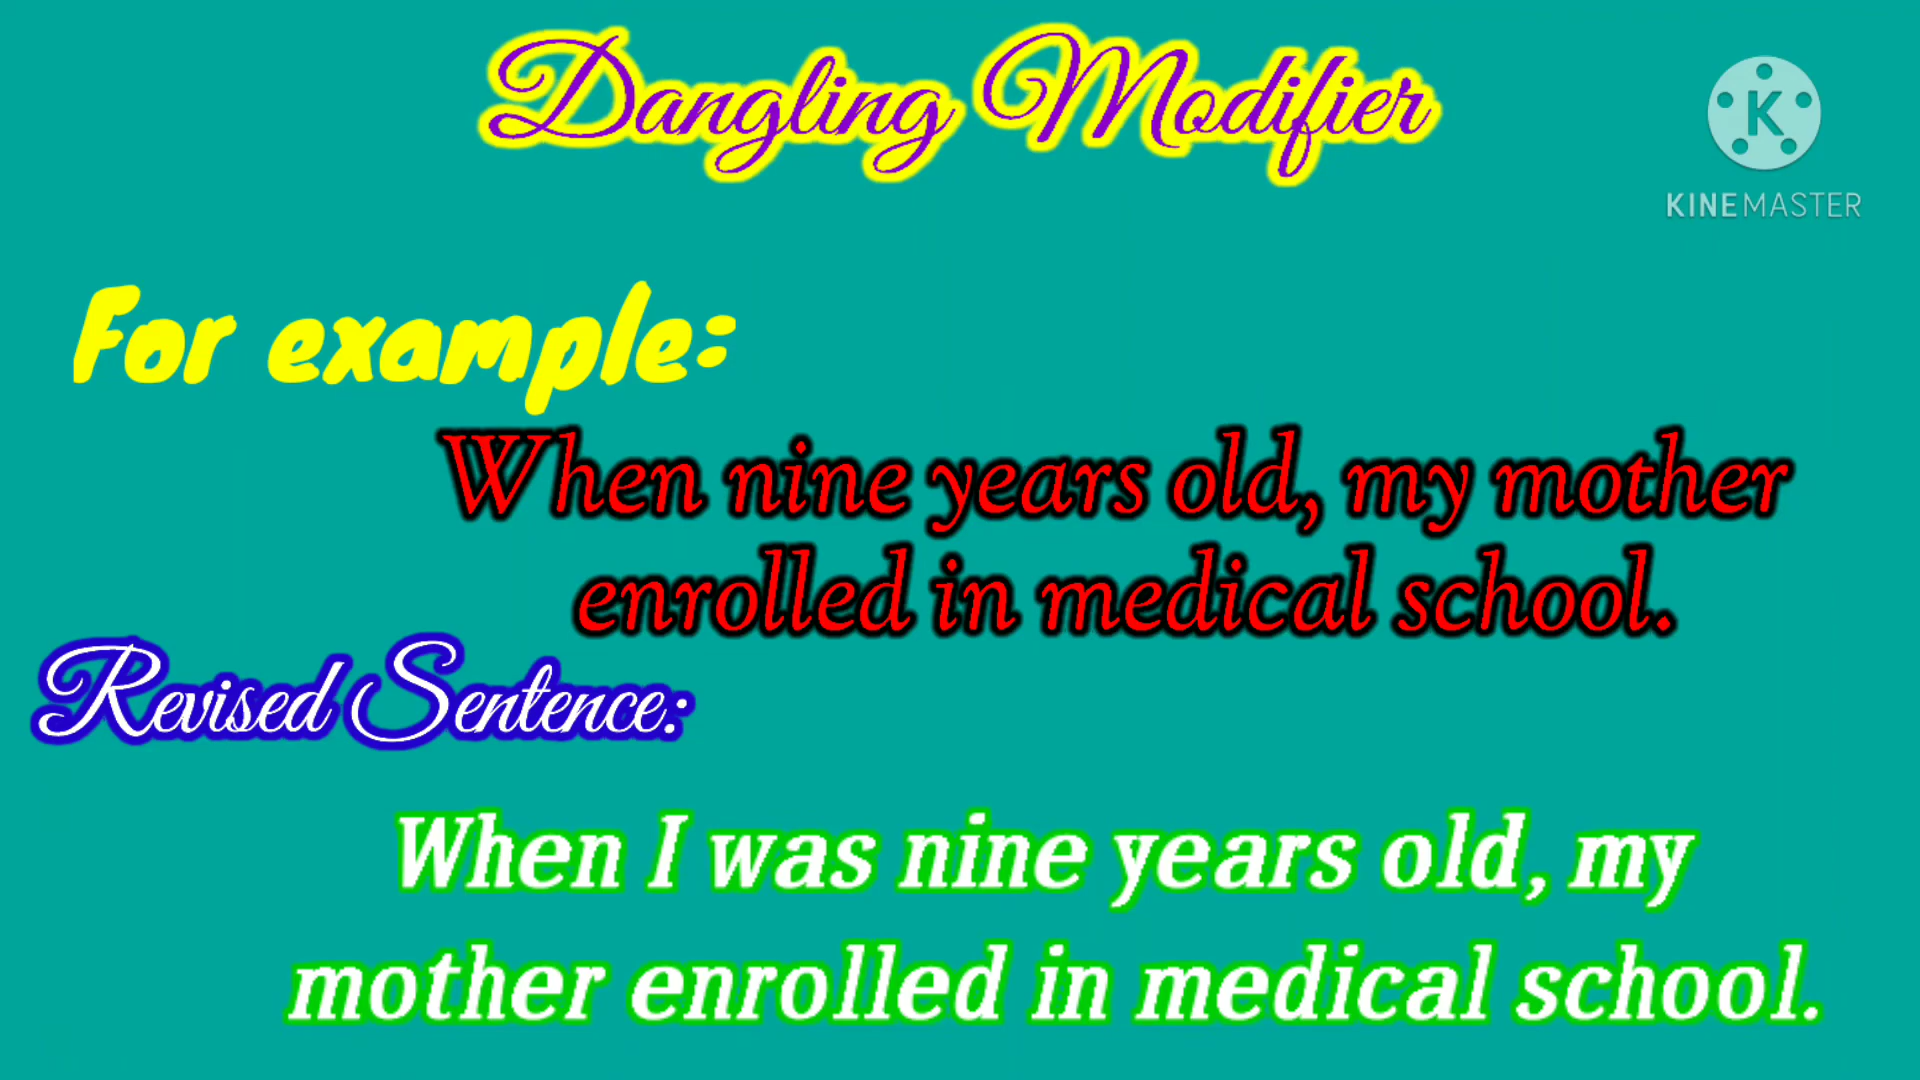 Dangling Modifier
K
KINEMASTER
For example:
When nine years old, my mother
enrolled in medical school.
Revised Sentence:
When I was nine years old, my
mother enrolled in medical school.